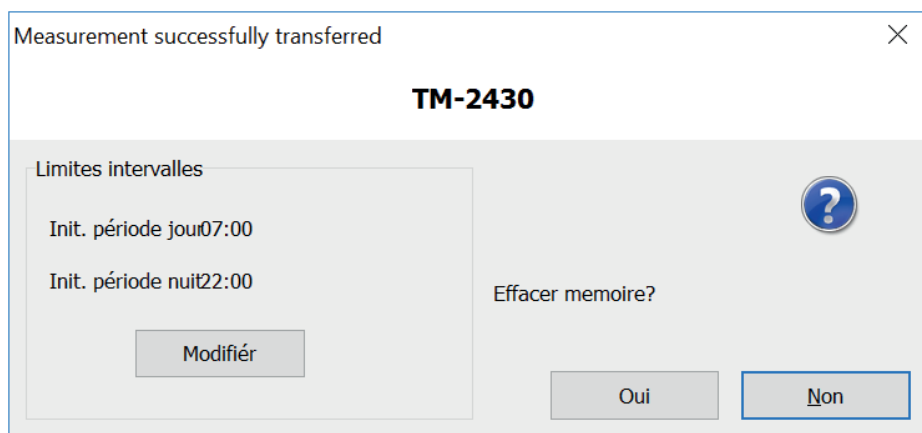 Measurement successfully transferred
TM-2430
Limites intervalles
Init. période jour07:00
Init. période nuit22:00
Modifiér
?
Effacer memoire?
Oui
Non